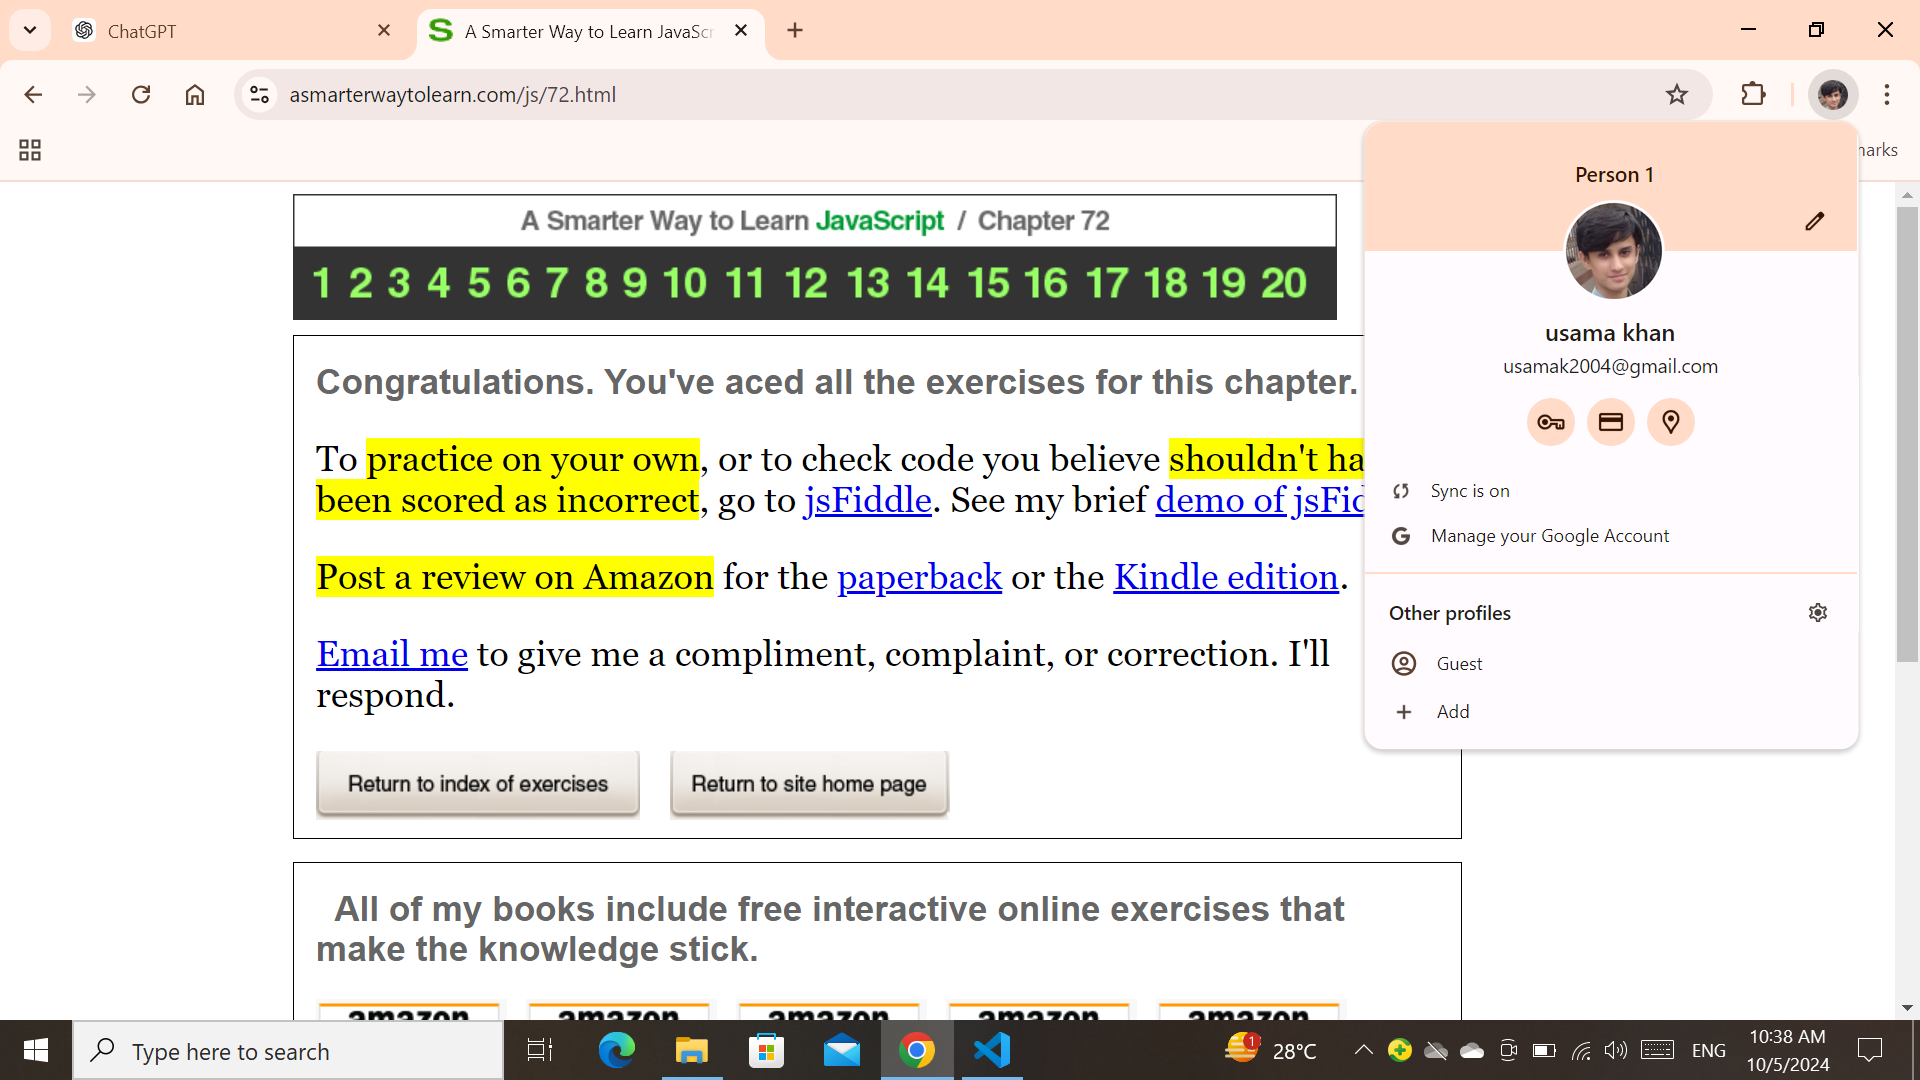 ChatGPT
A Smarter Way to Learn JavaScr
asmarterwaytolearn.com/js/72.html
A Smarter Way to Learn JavaScript / Chapter 72
1 2 3 4 5 6 7 8 9 10 11 12 13 14 15 16 17 18 19 20
Congratulations. You've aced all the exercises for this chapter.
To practice on your own, or to check code you believe shouldn't ha
been scored as incorrect, go to jsFiddle. See my brief demo of jsFid
Post a review on Amazon for the paperback or the Kindle edition.
Email me to give me a compliment, complaint, or correction. I'll
respond.
Return to index of exercises Return to site home page
All of my books include free interactive online exercises that
make the knowledge stick.
amazon amazon amazon amazon amazon
marks
Person 1
usama khan
usamak2004@gmail.com
Sync is on
Manage your Google Account
Other profiles
Guest
Add
Type here to search
1
28°C
ENG
10:38 AM
10/5/2024